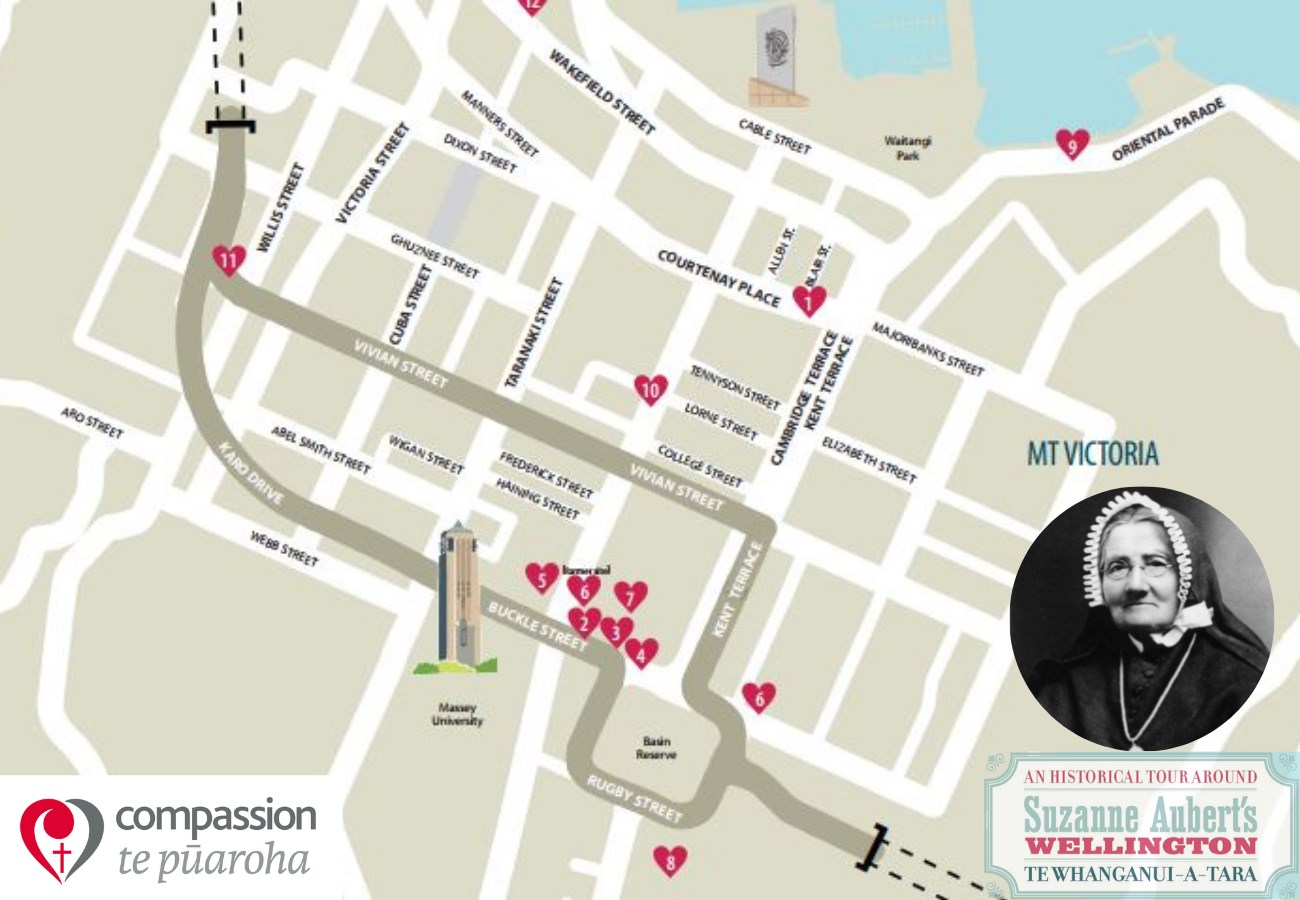 12
WAKEFIELD STREET
CABLE STREET
Waitangi
Park
9
ORIENTAL PARADE
MANNERS STREET
DIXON STREET
VICTORIA STREET
WILLIS STREET
11
GHUZNEE STREET
CUBA STREET
TARANAKI STREET
COURTENAY PLACE
ALLEN ST.
BLAIR ST.
1
MAJORIBANKS STREET
CAMBRIDGE TERRACE
KENT TERRACE
VIVIAN STREET
10
TENNYSON STREET
LORNE STREET
COLLEGE STREET
ELIZABETH STREET
ARO STREET
ABEL SMITH STREET
WIGAN STREET
FREDERICK STREET
HAINING STREET
VIVIAN STREET
MT VICTORIA
KARO DRIVE
WEBB STREET
5
(former site)
6
7
2
3
4
BUCKLE STREET
KENT TERRACE
6
Massey
University
Basin
Reserve
RUGBY STREET
8
compassion
te pūaroha
AN HISTORICAL TOUR AROUND
Suzanne Aubert's
WELLINGTON
TE WHANGANUI-A-TARA